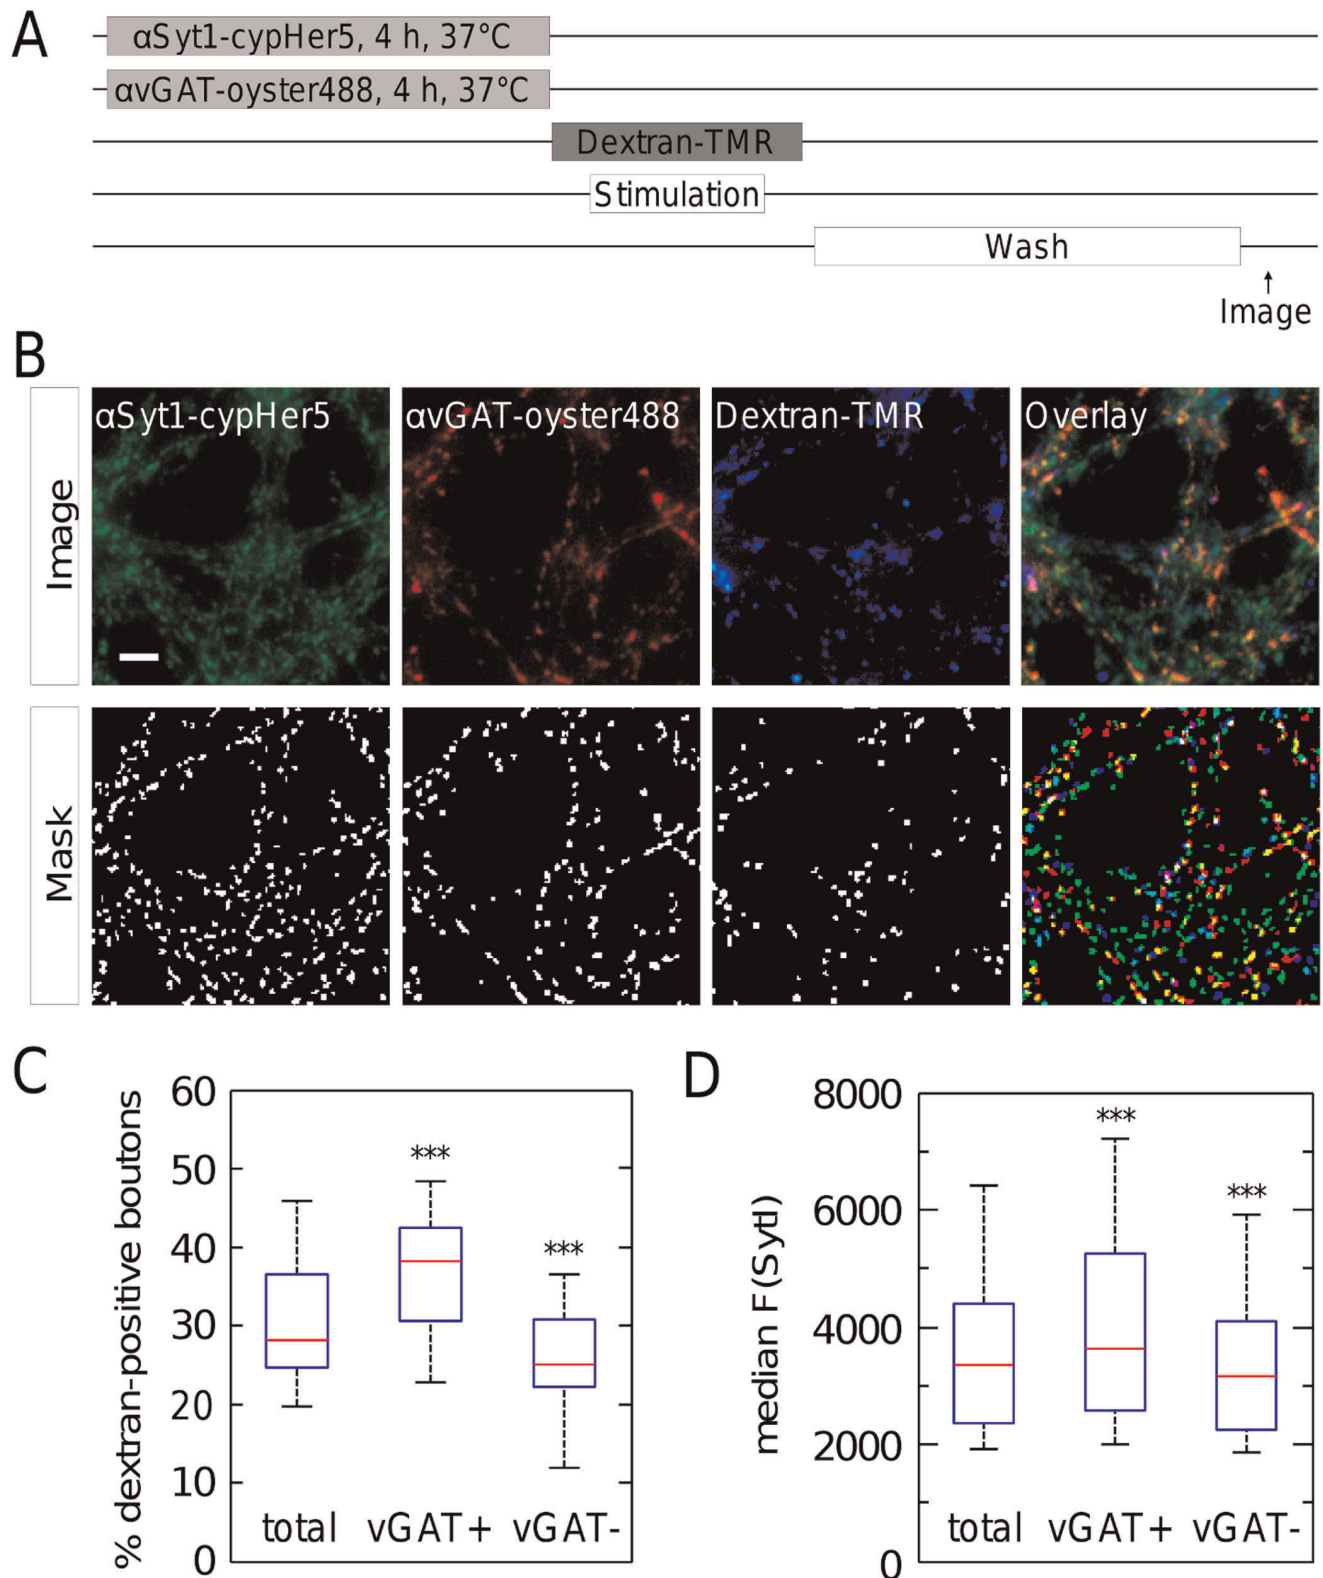 A
αSyt1-cypHer5, 4 h, 37°C
αvGAT-oyster488, 4 h, 37°C
Dextran-TMR
Stimulation
Wash
Image
B
Image
αSyt1-cypHer5
αvGAT-oyster488
Dextran-TMR
Overlay
Mask
C
% dextran-positive boutons
60
50
40
30
20
10
0
***
***
total
vGAT+
vGAT-
D
median F(SytI)
8000
6000
4000
2000
0
***
***
total
vGAT+
vGAT-